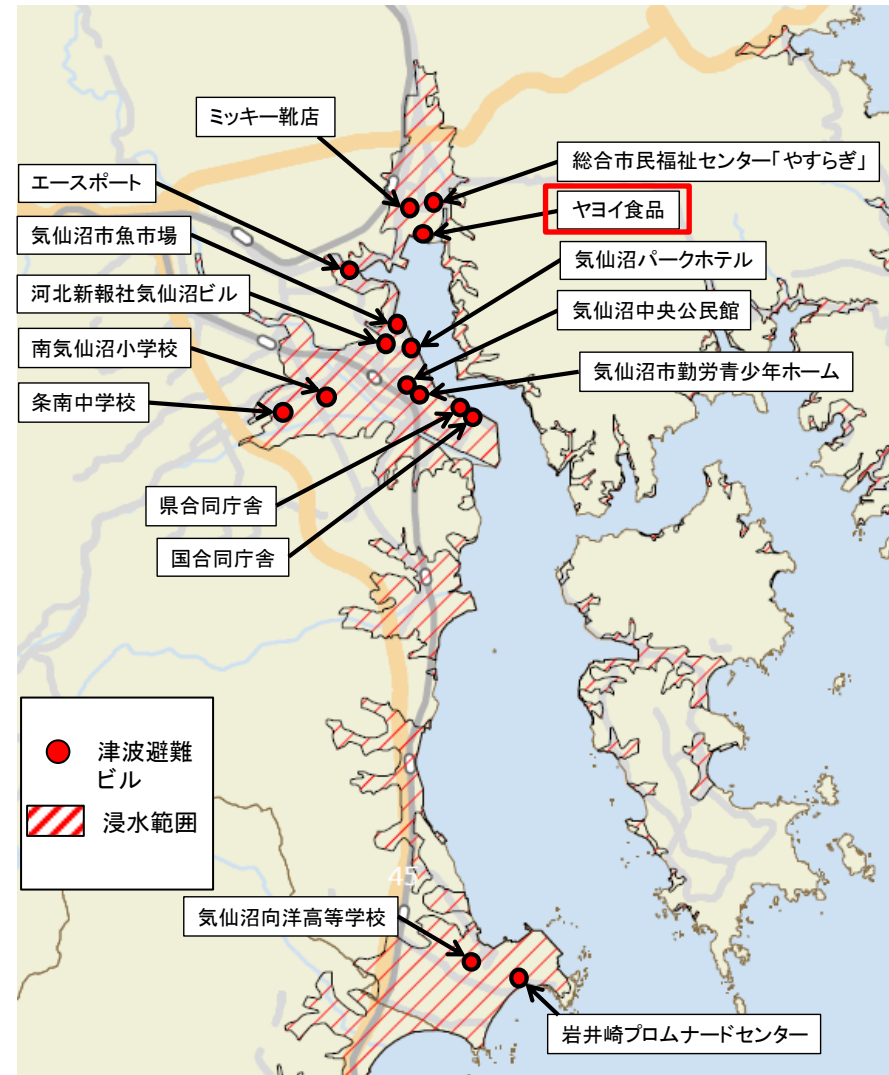 ミッキー靴店
総合市民福祉センター「やすらぎ」
エースポート
ヤヨイ食品
気仙沼市魚市場
気仙沼パークホテル
河北新報社気仙沼ビル
気仙沼中央公民館
南気仙沼小学校
気仙沼市勤労青少年ホーム
条南中学校
県合同庁舎
国合同庁舎
津波避難
ビル
浸水範囲
45
気仙沼向洋高等学校
岩井崎プロムナードセンター